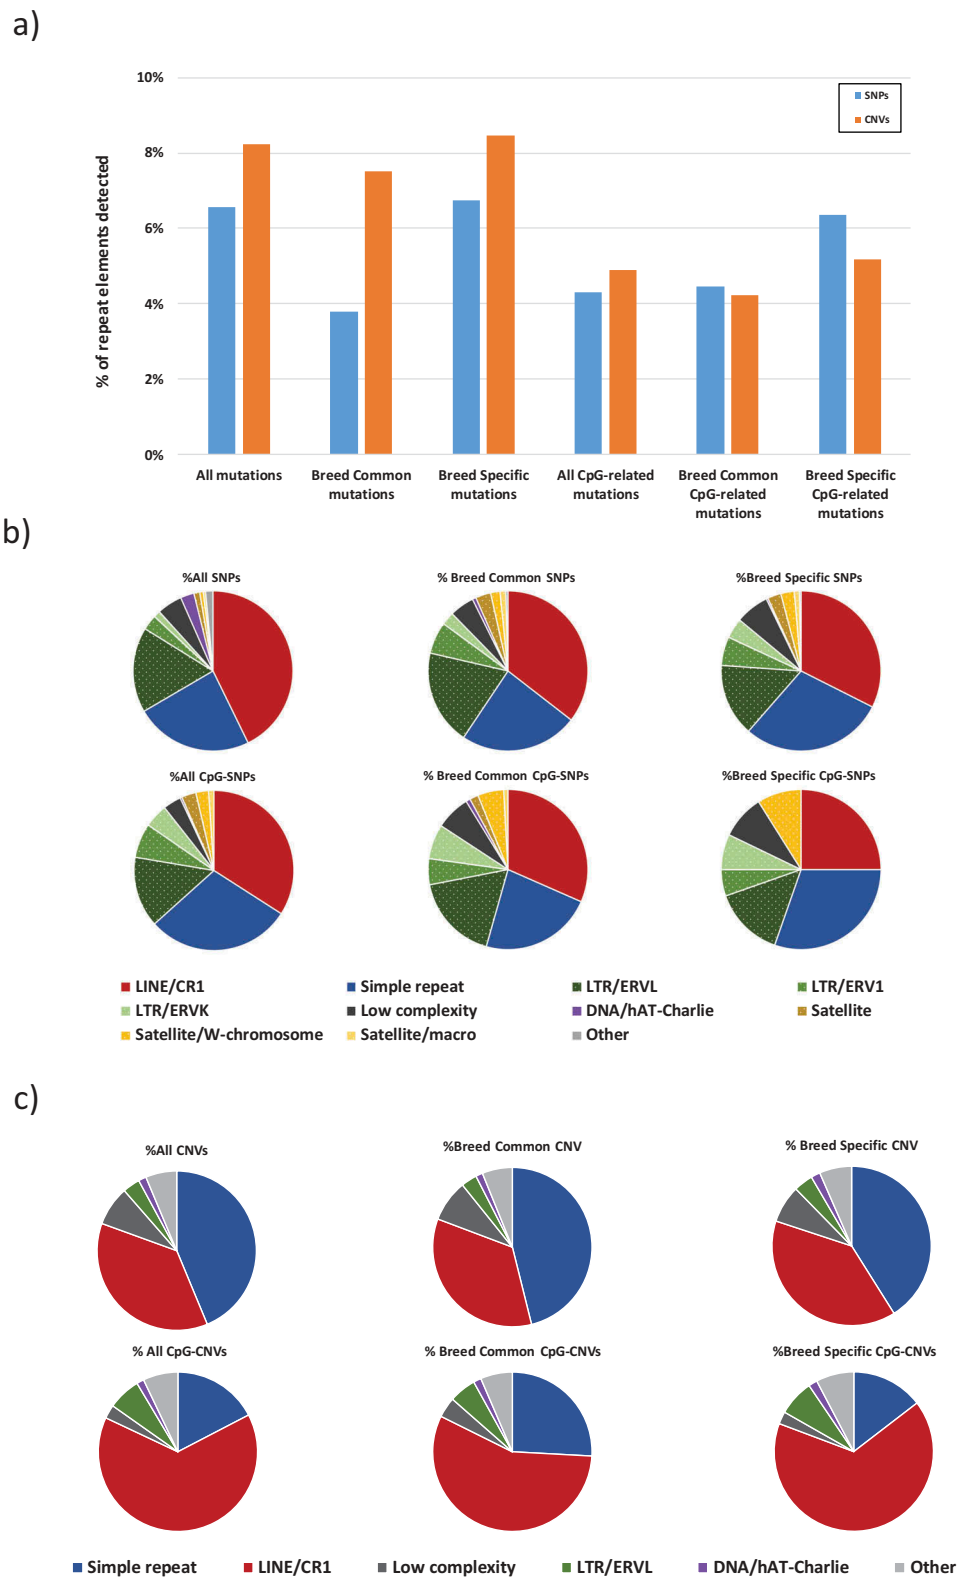 a)
10%
8%
6%
4%
2%
0%
% of repeat elements detected
SNPs
CNVs
All mutations
Breed Common
mutations
Breed Specific
mutations
All CpG-related
mutations
Breed Common
CpG-related
mutations
Breed Specific
CpG-related
mutations
b)
%All SNPs
% Breed Common SNPs
%Breed Specific SNPs
%All CpG-SNPs
% Breed Common CpG-SNPs
%Breed Specific CpG-SNPs
LINE/CR1
Simple repeat
LTR/ERVL
LTR/ERV1
LTR/ERVK
Low complexity
DNA/hAT-Charlie
Satellite
Satellite/W-chromosome
Satellite/macro
Other
c)
%All CNVs
%Breed Common CNV
% Breed Specific CNV
% All CpG-CNVs
% Breed Common CpG-CNVs
%Breed Specific CpG-CNVs
Simple repeat
LINE/CR1
Low complexity
LTR/ERVL
DNA/hAT-Charlie
Other